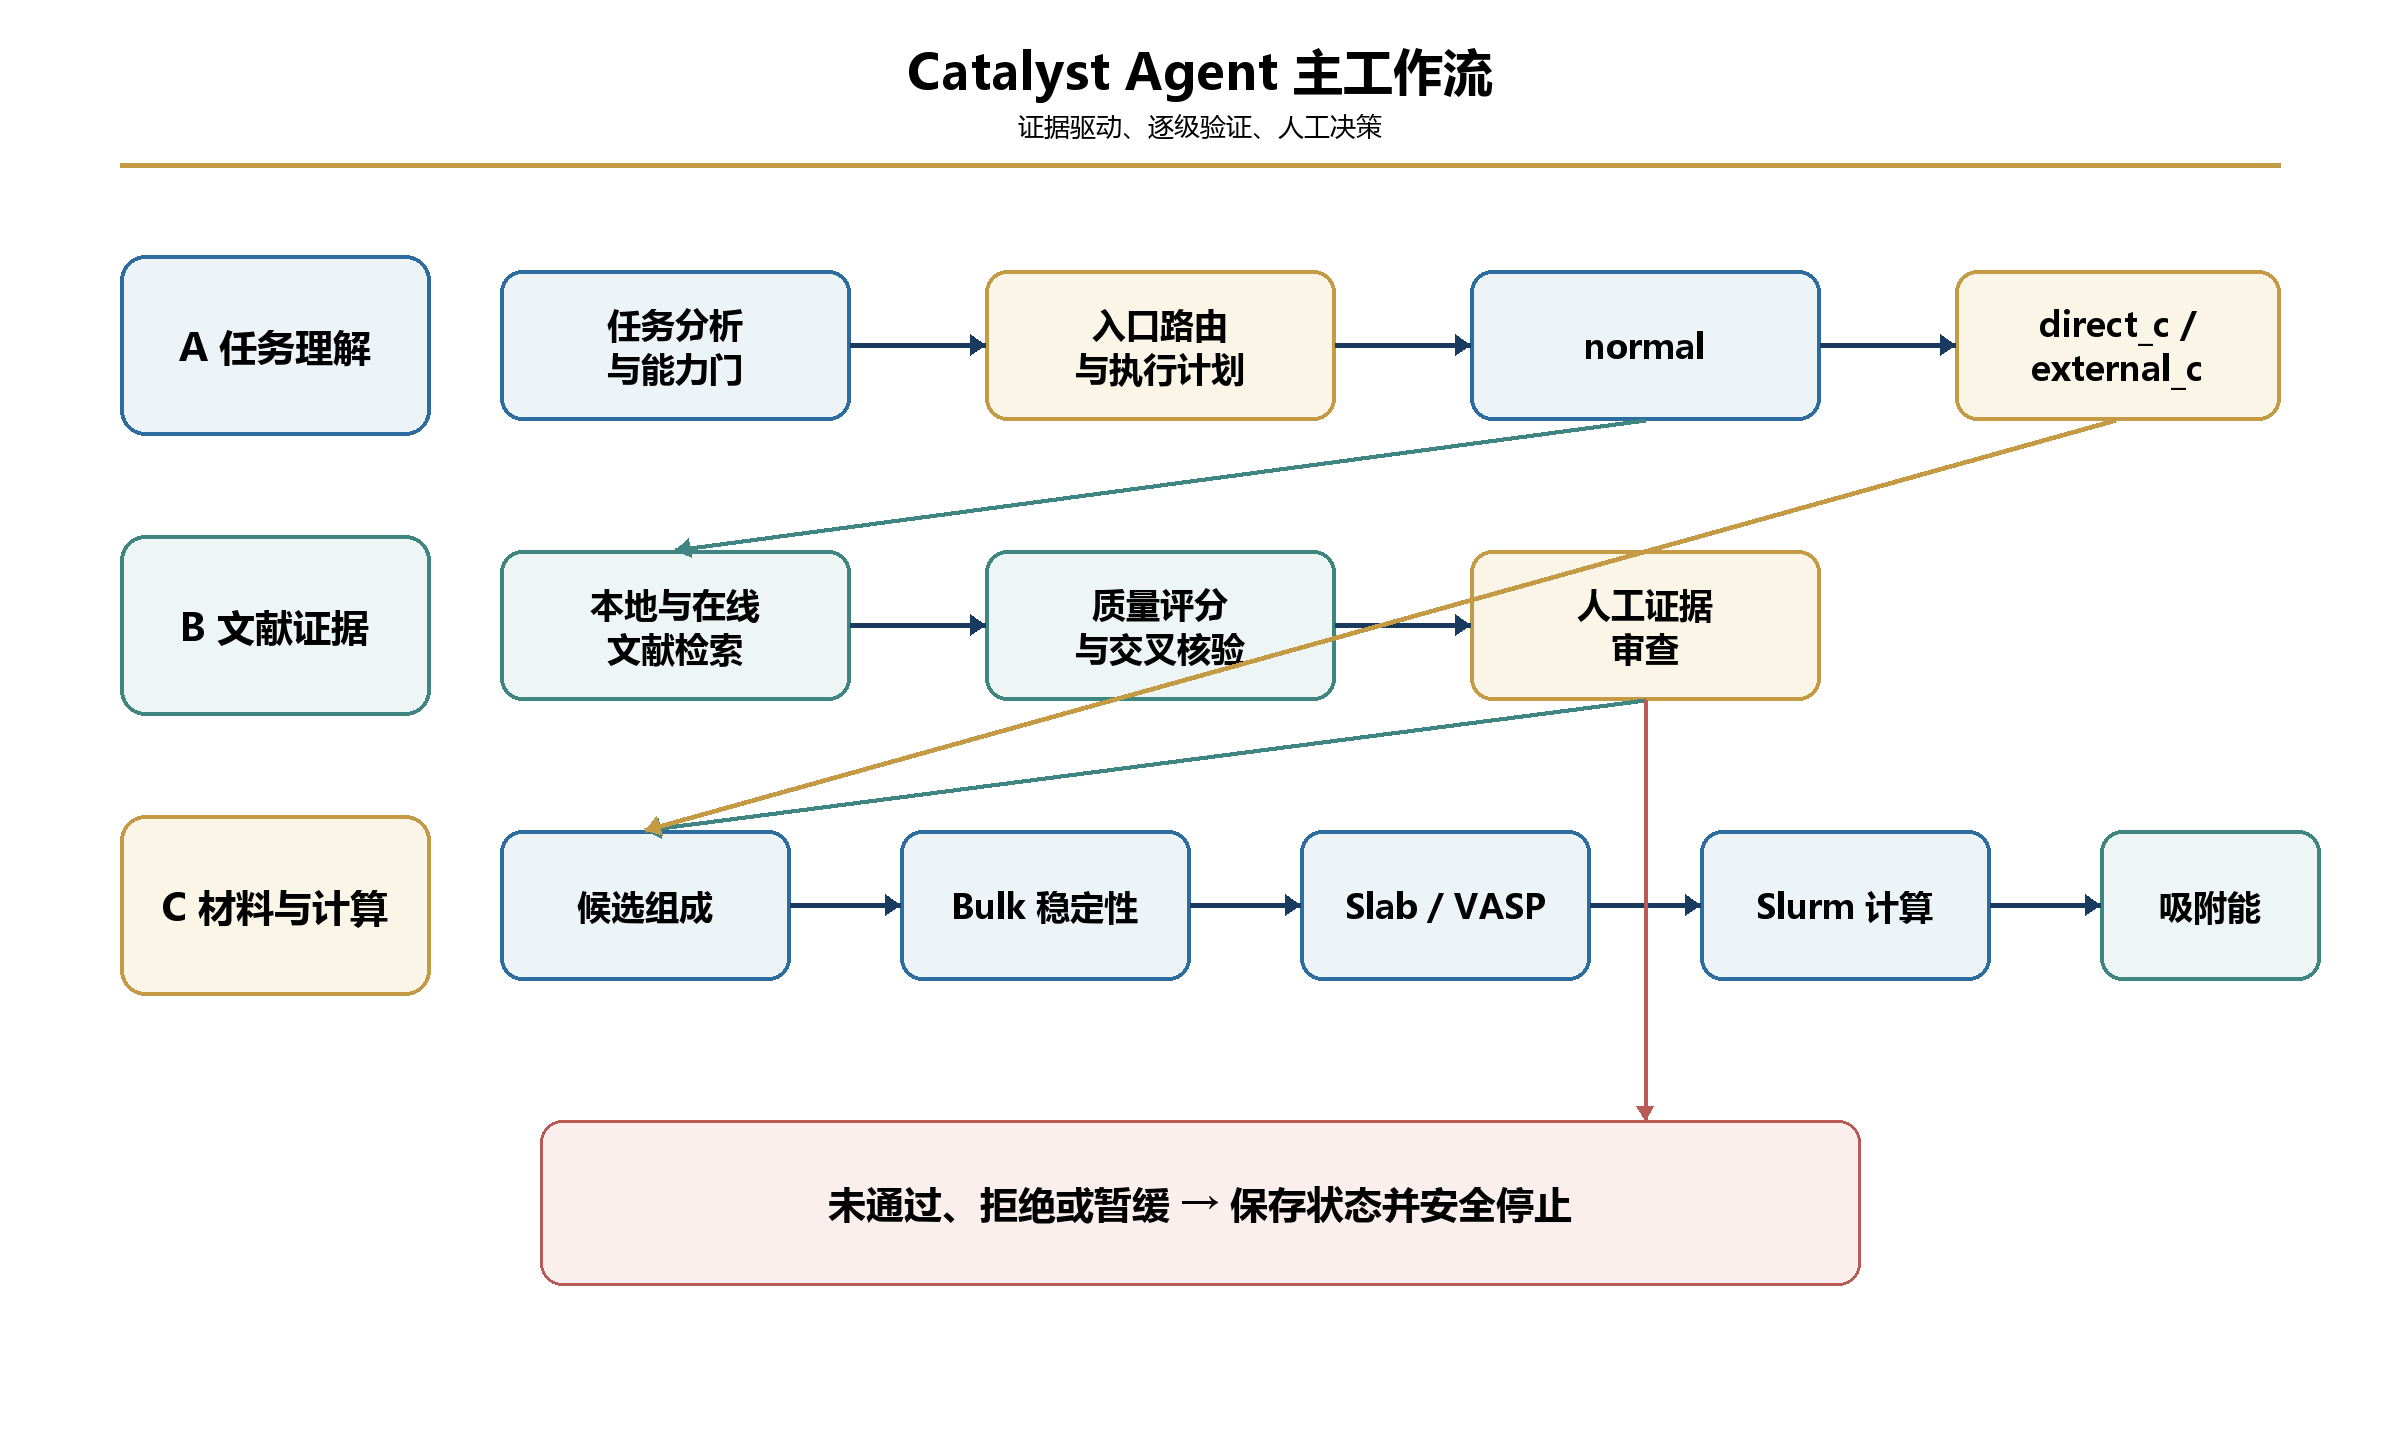 Catalyst Agent 主工作流
证据驱动、逐级验证、人工决策
A 任务理解
任务分析
与能力门
入口路由
与执行计划
normal
direct_c /
external_c
B 文献证据
本地与在线
文献检索
质量评分
与交叉核验
人工证据
审查
C 材料与计算
候选组成
Bulk 稳定性
Slab / VASP
Slurm 计算
吸附能
未通过、拒绝或暂缓 → 保存状态并安全停止